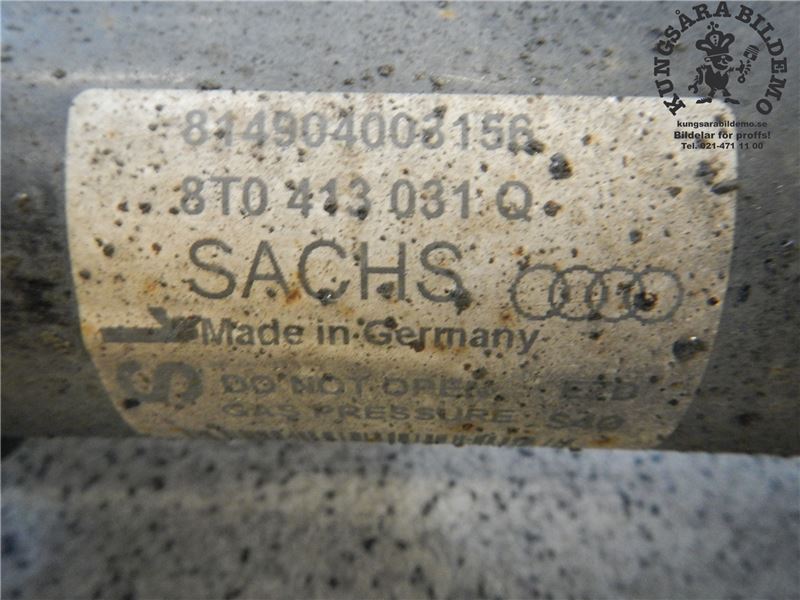 KUNGSÅRA BILDEMO
kungsarabildemo.se
Bildelar för proffs!
Tel. 021-471 11 00
814904003156
8T0 413 031 Q
SACHS
Made in Germany
DO NOT OPEN
GAS PRESSURE